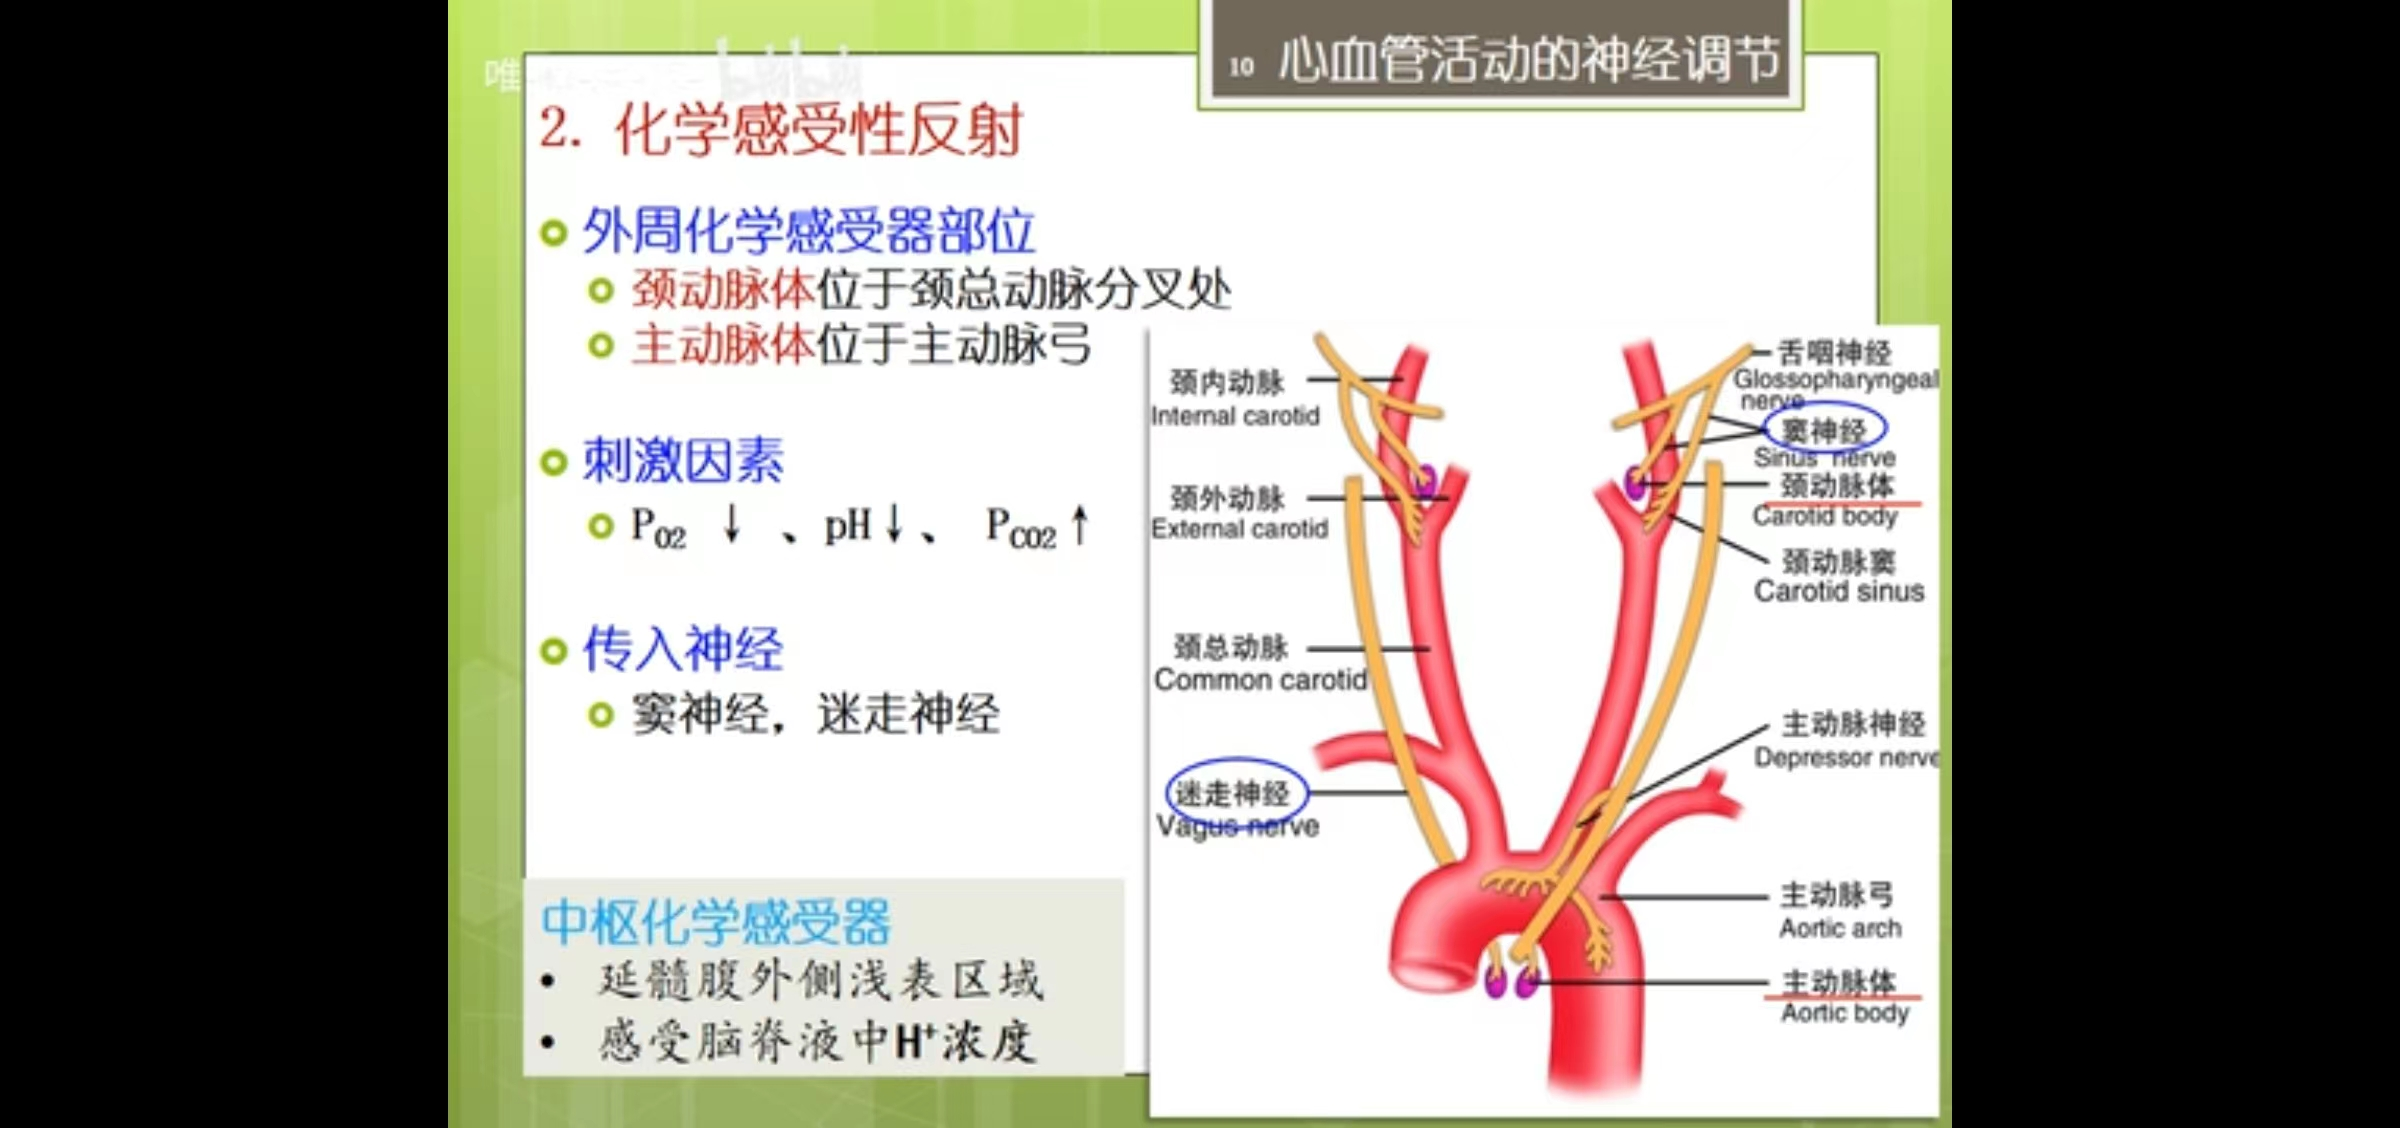 10 心血管活动的神经调节
唯
2. 化学感受性反射
外周化学感受器部位
颈动脉体位于颈总动脉分叉处
主动脉体位于主动脉弓
刺激因素
PO2 ↓ 、pH↓、 PCO2↑
传入神经
窦神经，迷走神经
中枢化学感受器
• 延髓腹外侧浅表区域
• 感受脑脊液中H⁺浓度
颈内动脉
Internal carotid
颈外动脉
External carotid
颈总动脉
Common carotid
迷走神经
Vagus nerve
舌咽神经
Glossopharyngeal
nerve
窦神经
Sinus nerve
颈动脉体
Carotid body
颈动脉窦
Carotid sinus
主动脉神经
Depressor nerve
主动脉弓
Aortic arch
主动脉体
Aortic body